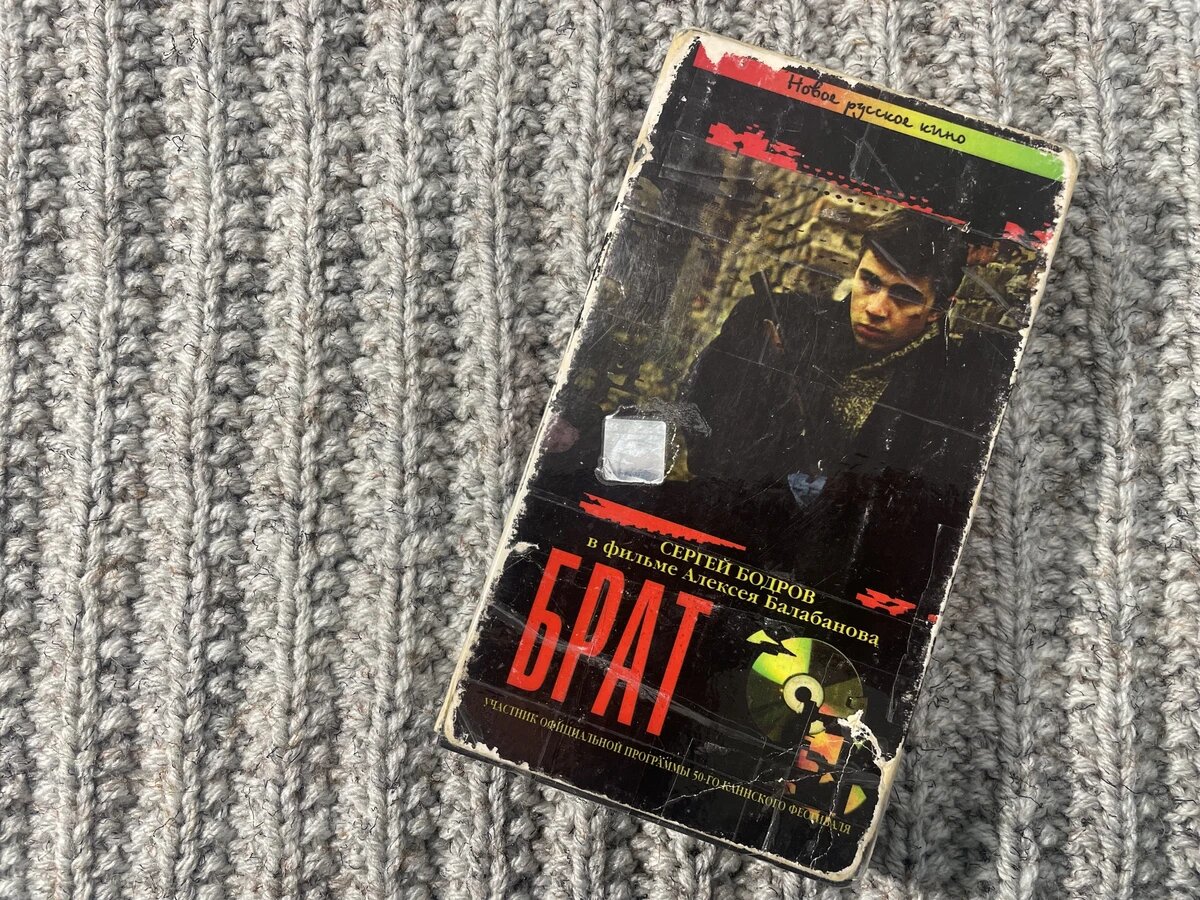 Новое русское кино
СЕРГЕЙ БОДРОВ
в фильме Алексея Балабанова
БРАТ
УЧАСТНИК ОФИЦИАЛЬНОЙ ПРОГРАММЫ 50-ГО КАННСКОГО ФЕСТИВАЛЯ